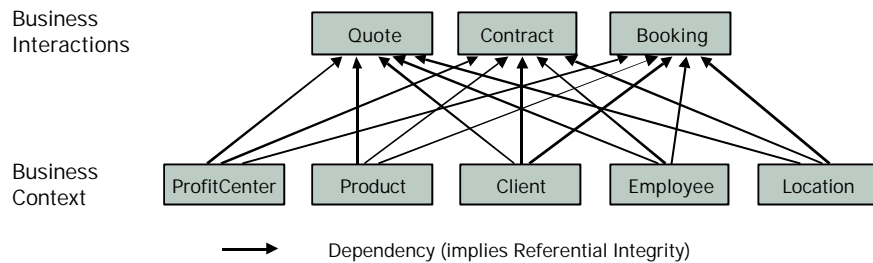 Business
Interactions
Quote
Contract
Booking
Business
Context
ProfitCenter
Product
Client
Employee
Location
Dependency (implies Referential Integrity)